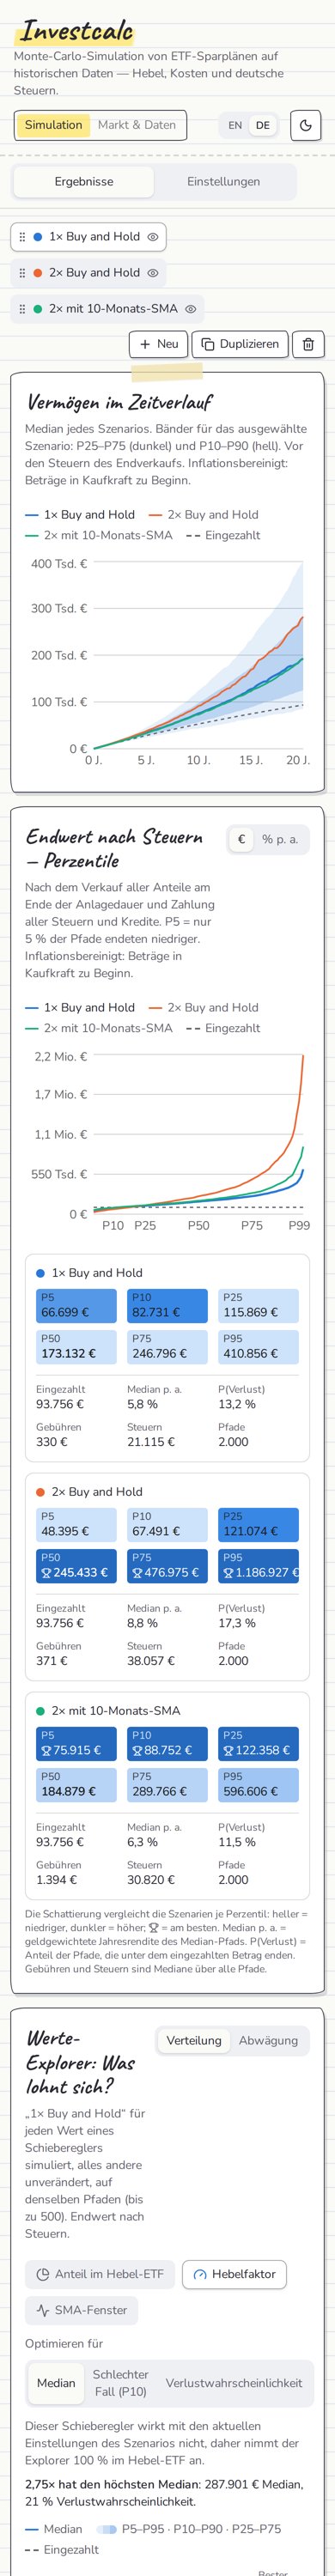 Investcalc
Monte-Carlo-Simulation von ETF-Sparplänen auf
historischen Daten — Hebel, Kosten und deutsche
Steuern.
Simulation Markt & Daten EN DE
Ergebnisse Einstellungen
1× Buy and Hold
2× Buy and Hold
2× mit 10-Monats-SMA
Neu Duplizieren
Vermögen im Zeitverlauf
Median jedes Szenarios. Bänder für das ausgewählte
Szenario: P25–P75 (dunkel) und P10–P90 (hell). Vor
den Steuern des Endverkaufs. Inflationsbereinigt:
Beträge in Kaufkraft zu Beginn.
1× Buy and Hold 2× Buy and Hold
2× mit 10-Monats-SMA Eingezahlt
400 Tsd. €
300 Tsd. €
200 Tsd. €
100 Tsd. €
0 €
0 J. 5 J. 10 J. 15 J. 20 J.
Endwert nach Steuern
— Perzentile
€ % p. a.
Nach dem Verkauf aller Anteile am
Ende der Anlagedauer und Zahlung
aller Steuern und Kredite. P5 = nur
5 % der Pfade endeten niedriger.
Inflationsbereinigt: Beträge in
Kaufkraft zu Beginn.
1× Buy and Hold 2× Buy and Hold
2× mit 10-Monats-SMA Eingezahlt
2,2 Mio. €
1,7 Mio. €
1,1 Mio. €
550 Tsd. €
0 €
P10 P25 P50 P75 P99
1× Buy and Hold
P5 P10 P25
66.699 € 82.731 € 115.869 €
P50 P75 P95
173.132 € 246.796 € 410.856 €
Eingezahlt Median p. a. P(Verlust)
93.756 € 5,8 % 13,2 %
Gebühren Steuern Pfade
330 € 21.115 € 2.000
2× Buy and Hold
P5 P10 P25
48.395 € 67.491 € 121.074 €
P50 P75 P95
245.433 € 476.975 € 1.186.927 €
Eingezahlt Median p. a. P(Verlust)
93.756 € 8,8 % 17,3 %
Gebühren Steuern Pfade
371 € 38.057 € 2.000
2× mit 10-Monats-SMA
P5 P10 P25
75.915 € 88.752 € 122.358 €
P50 P75 P95
184.879 € 289.766 € 596.606 €
Eingezahlt Median p. a. P(Verlust)
93.756 € 6,3 % 11,5 %
Gebühren Steuern Pfade
1.394 € 30.820 € 2.000
Die Schattierung vergleicht die Szenarien je Perzentil: heller =
niedriger, dunkler = höher; = am besten. Median p. a. =
geldgewichtete Jahresrendite des Median-Pfads. P(Verlust) =
Anteil der Pfade, die unter dem eingezahlten Betrag enden.
Gebühren und Steuern sind Mediane über alle Pfade.
Werte-
Explorer: Was
lohnt sich?
Verteilung Abwägung
„1× Buy and Hold“ für
jeden Wert eines
Schiebereglers
simuliert, alles andere
unverändert, auf
denselben Pfaden (bis
zu 500). Endwert nach
Steuern.
Anteil im Hebel-ETF Hebelfaktor
SMA-Fenster
Optimieren für
Median Schlechter Fall (P10) Verlustwahrscheinlichkeit
Dieser Schieberegler wirkt mit den aktuellen
Einstellungen des Szenarios nicht, daher nimmt der
Explorer 100 % im Hebel-ETF an.
2,75× hat den höchsten Median: 287.901 € Median,
21 % Verlustwahrscheinlichkeit.
Median P5–P95 · P10–P90 · P25–P75
Eingezahlt
Bester